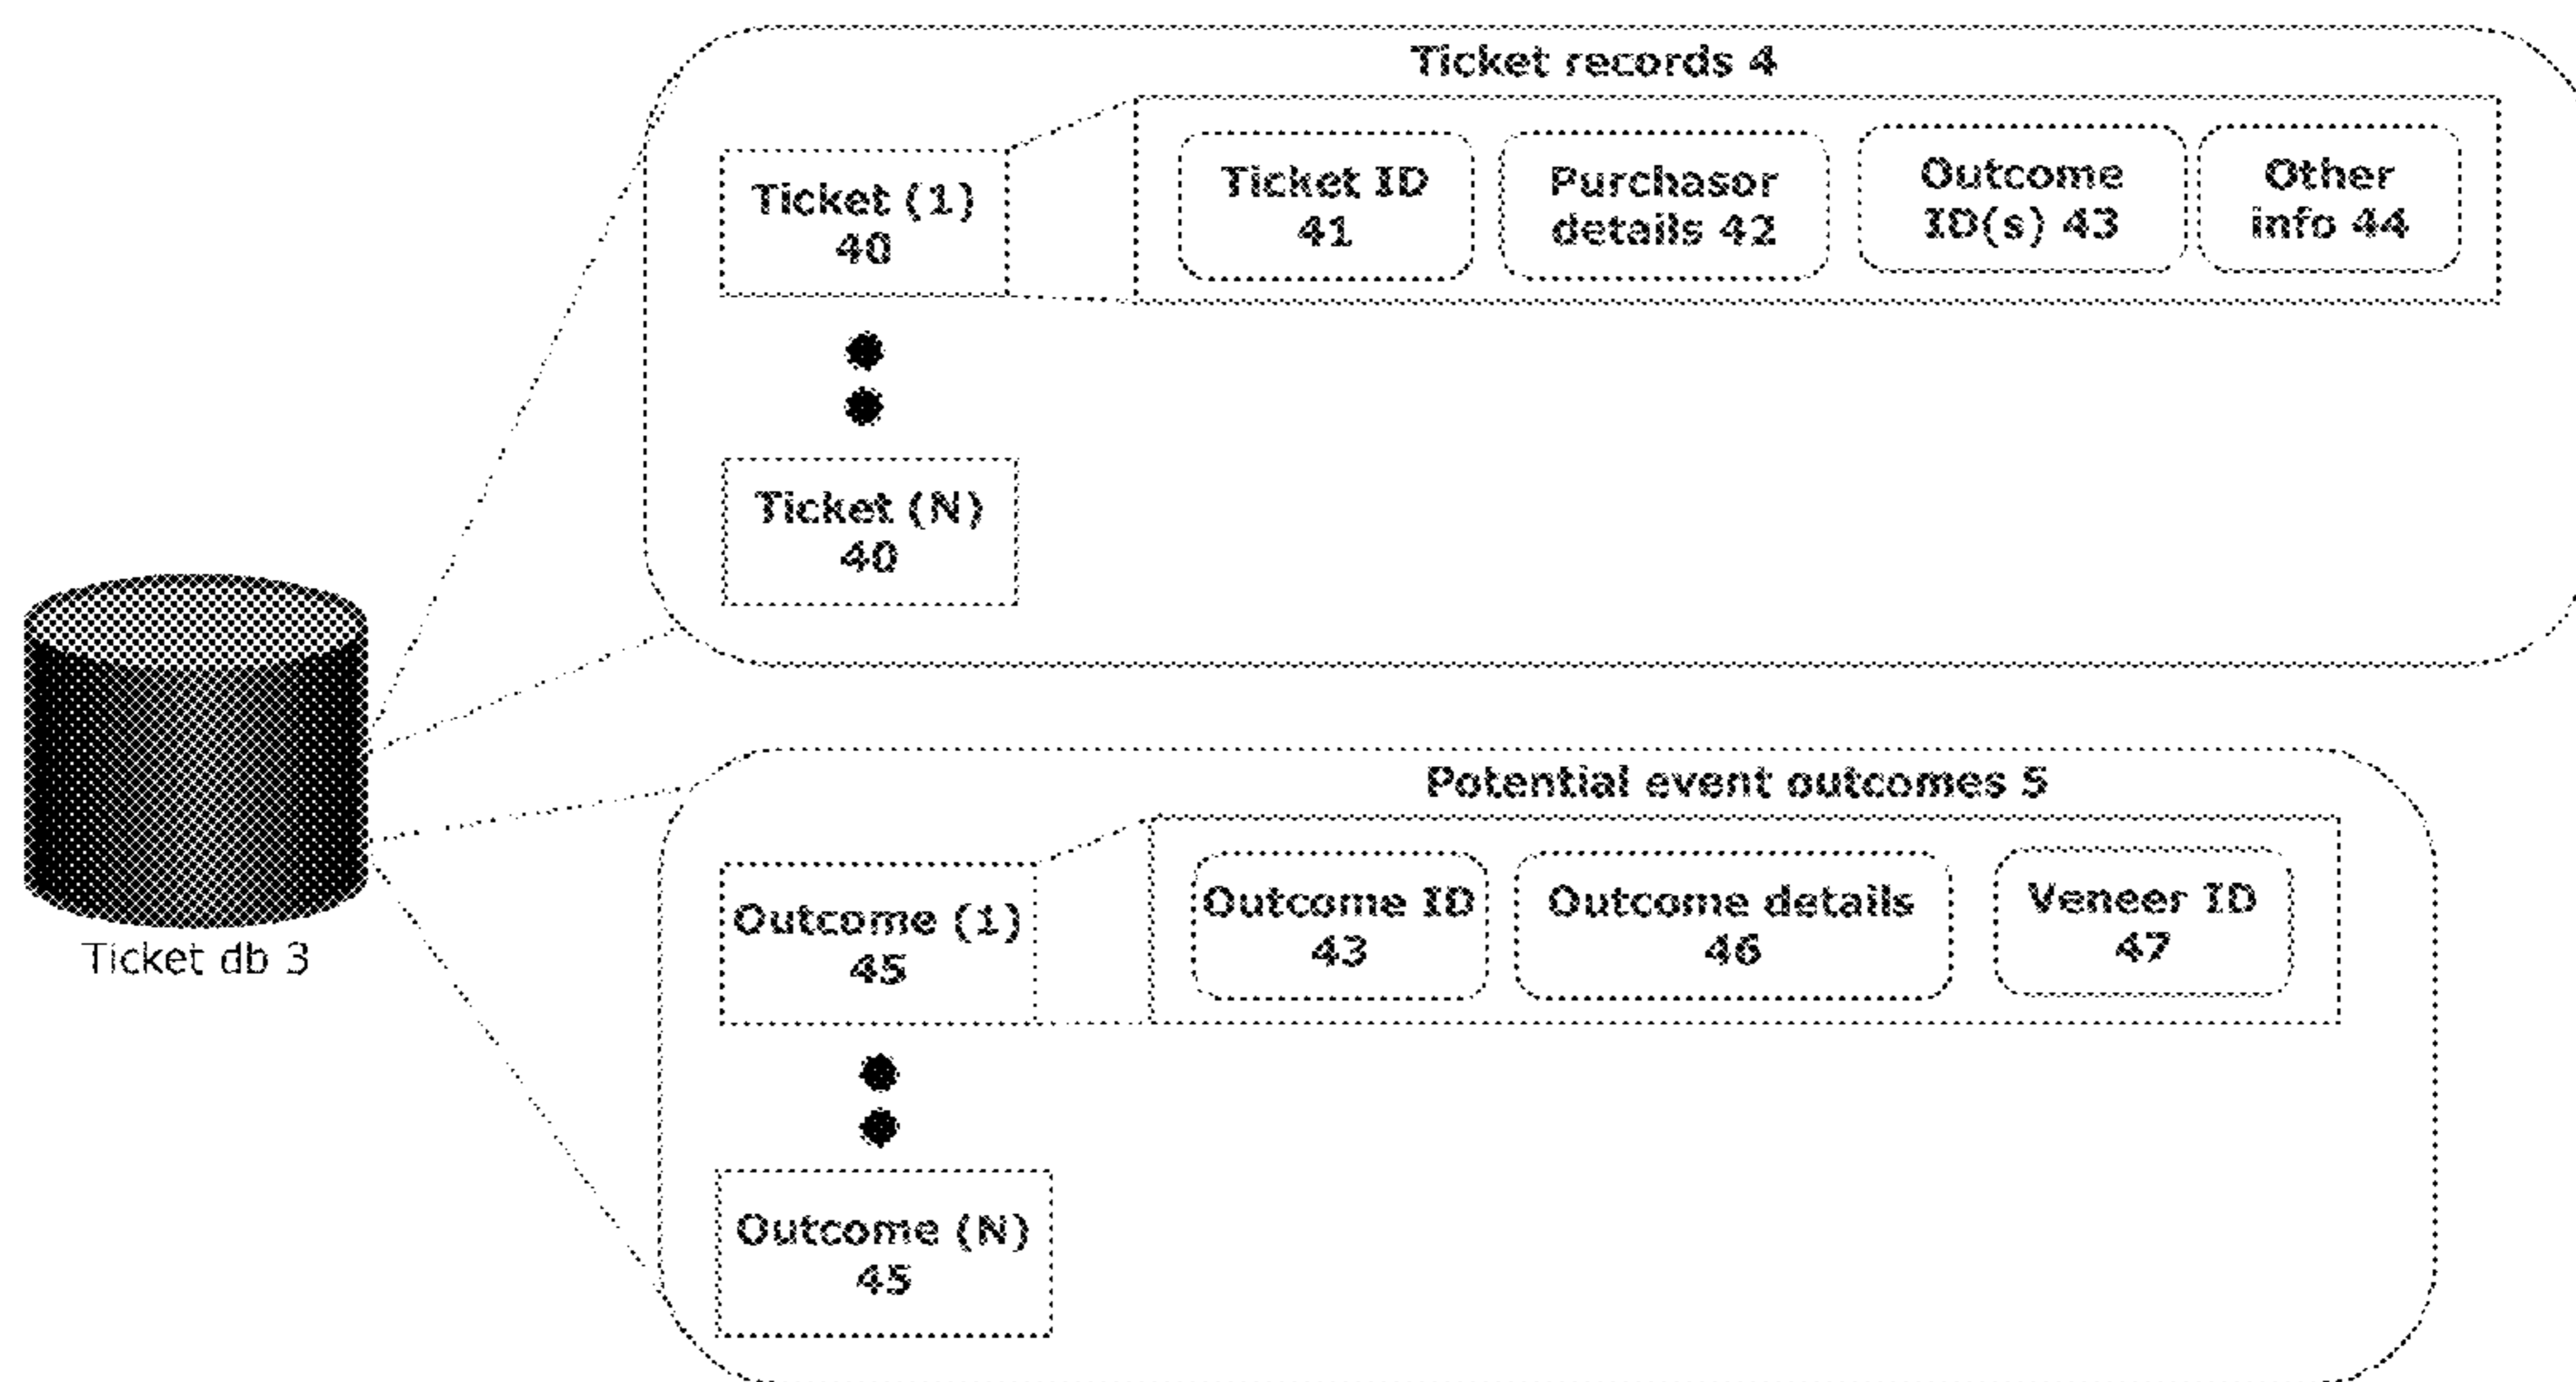 Ticket records 4
Ticket (1)
40
Ticket ID
41
Purchasor
details 42
Outcome
ID(s) 43
Other
info 44
Ticket (N)
40
Ticket db 3
Potential event outcomes 5
Outcome (1)
45
Outcome ID
43
Outcome details
46
Veneer ID
47
Outcome (N)
45